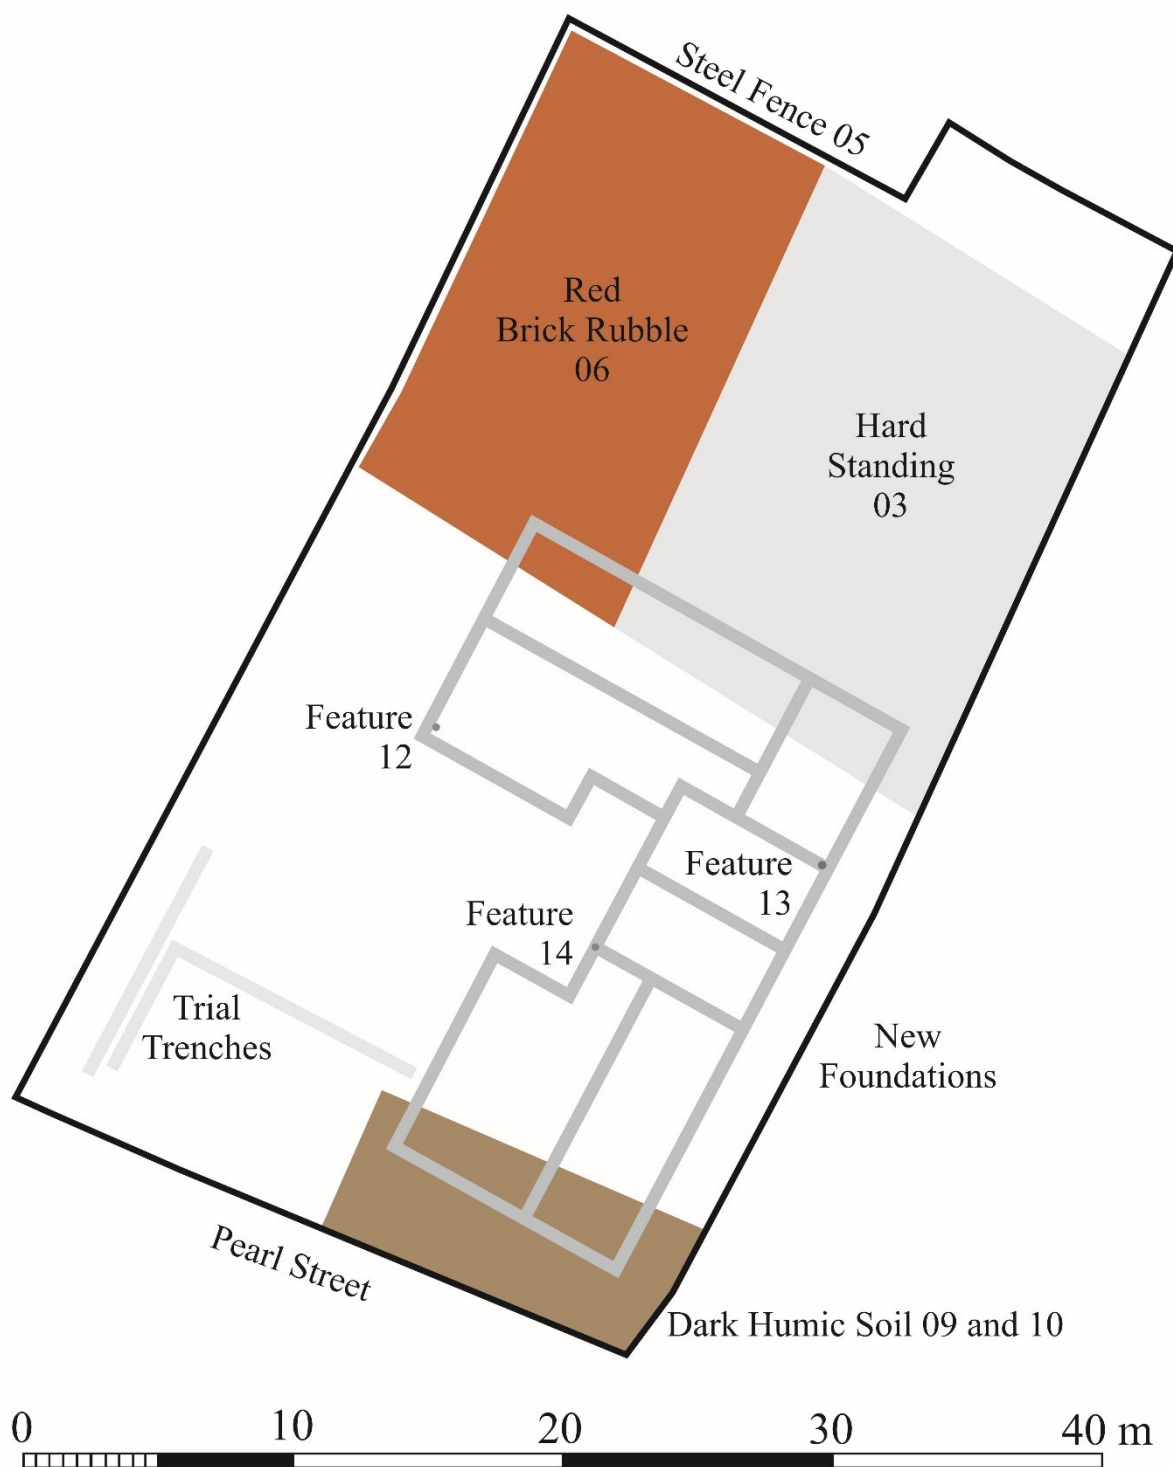 Steel Fence 05
Red
Brick Rubble
06
Hard
Standing
03
Feature
12
Feature
13
Feature
14
Trial
Trenches
New
Foundations
Pearl Street
Dark Humic Soil 09 and 10
0 10 20 30 40 m